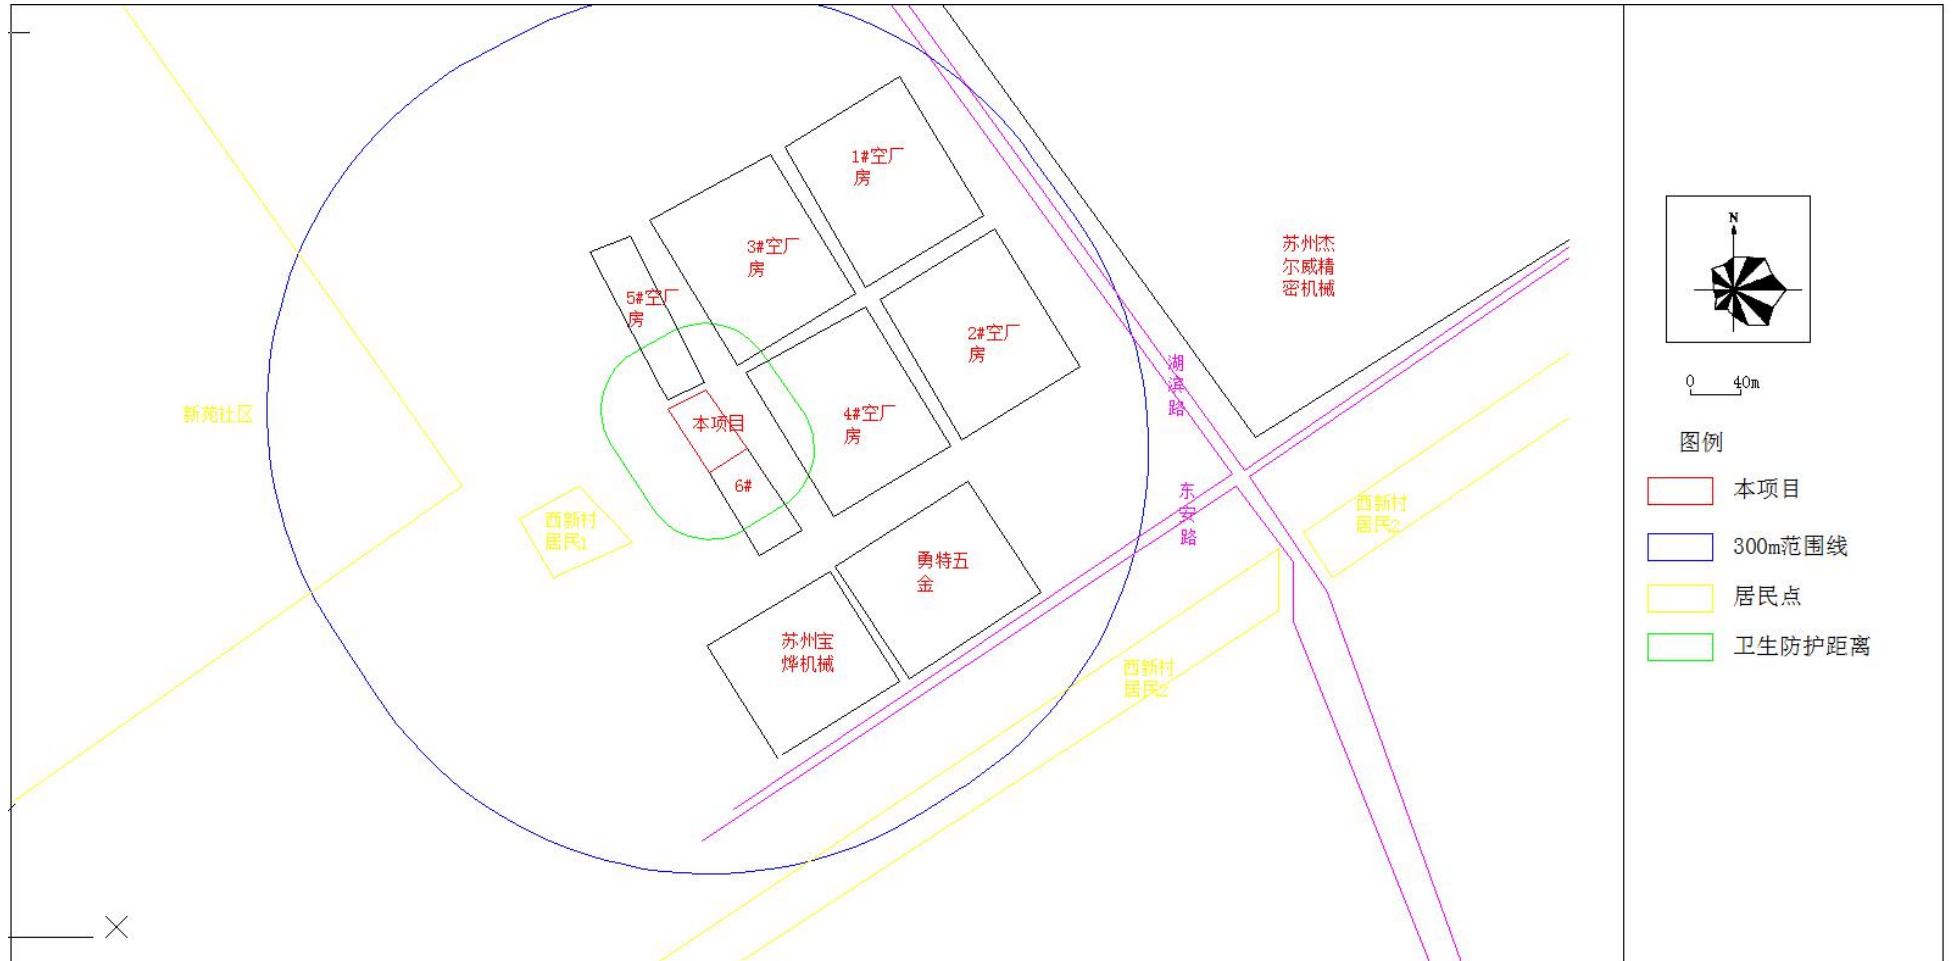 1#空厂
房
3#空厂
房
5#空厂
房
2#空厂
房
4#空厂
房
本项目
6#
新苑社区
西新村
居民1
勇特五
金
苏州宝
烨机械
苏州杰
尔威精
密机械
湖
滨
路
东
安
路
西新村
居民2
西新村
居民2
N
0 40m
图例
本项目
300m范围线
居民点
卫生防护距离